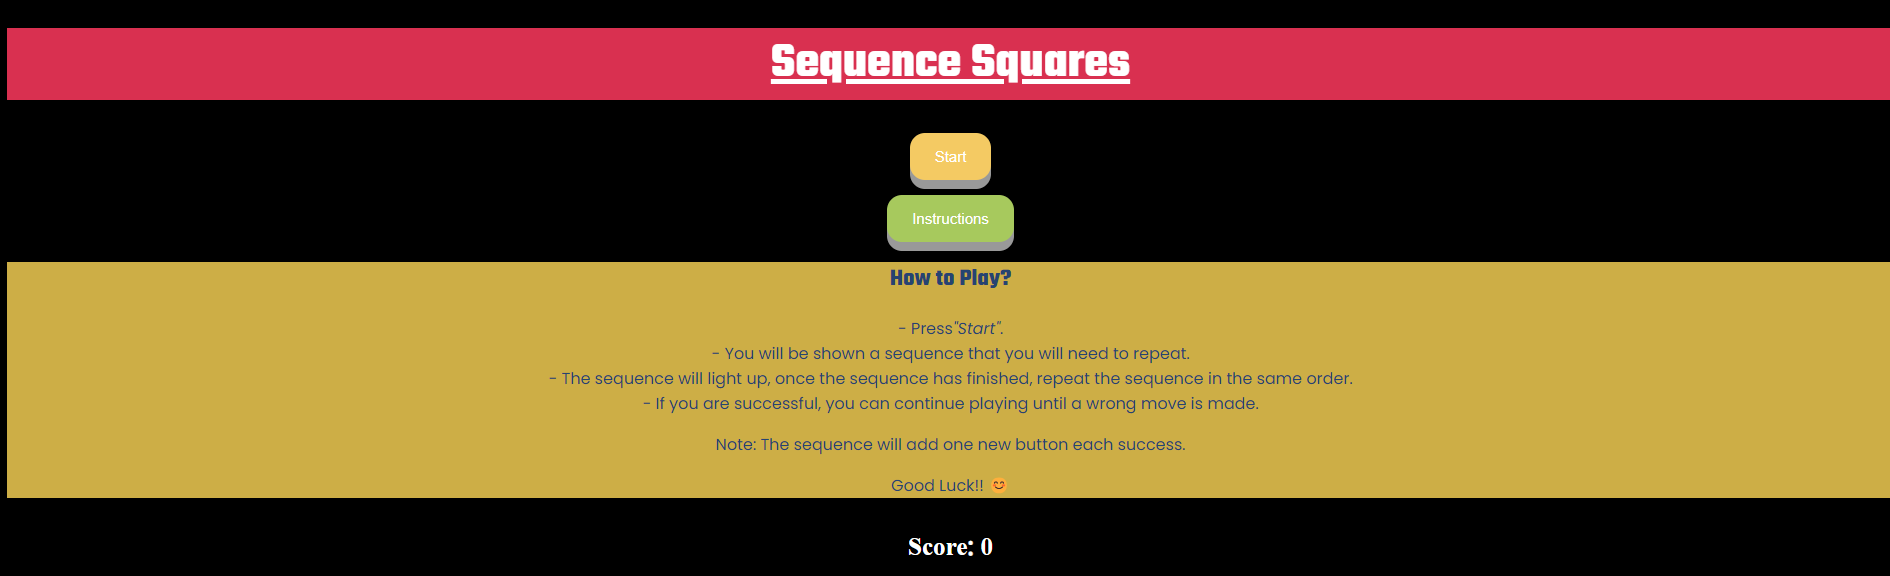 Sequence Squares
Start
Instructions
How to Play?
- Press"Start".
- You will be shown a sequence that you will need to repeat.
- The sequence will light up, once the sequence has finished, repeat the sequence in the same order.
- If you are successful, you can continue playing until a wrong move is made.
Note: The sequence will add one new button each success.
Good Luck!! 😊
Score: 0